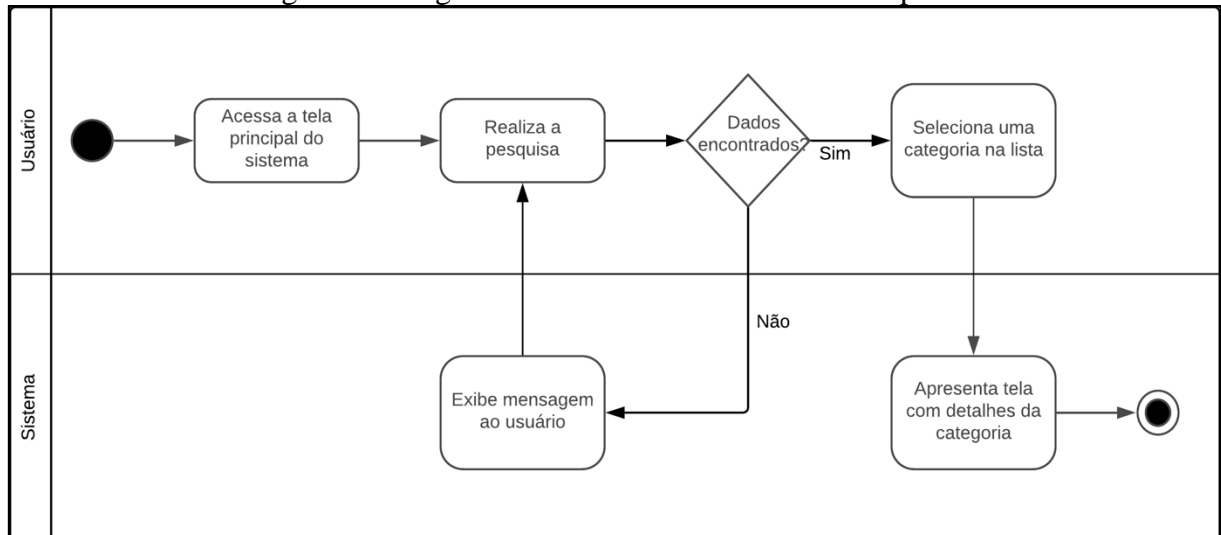 Usuário
Acessa a tela
principal do
sistema
Realiza a
pesquisa
Dados
encontrados?
Sim
Seleciona uma
categoria na lista
Não
Sistema
Exibe mensagem
ao usuário
Apresenta tela
com detalhes da
categoria